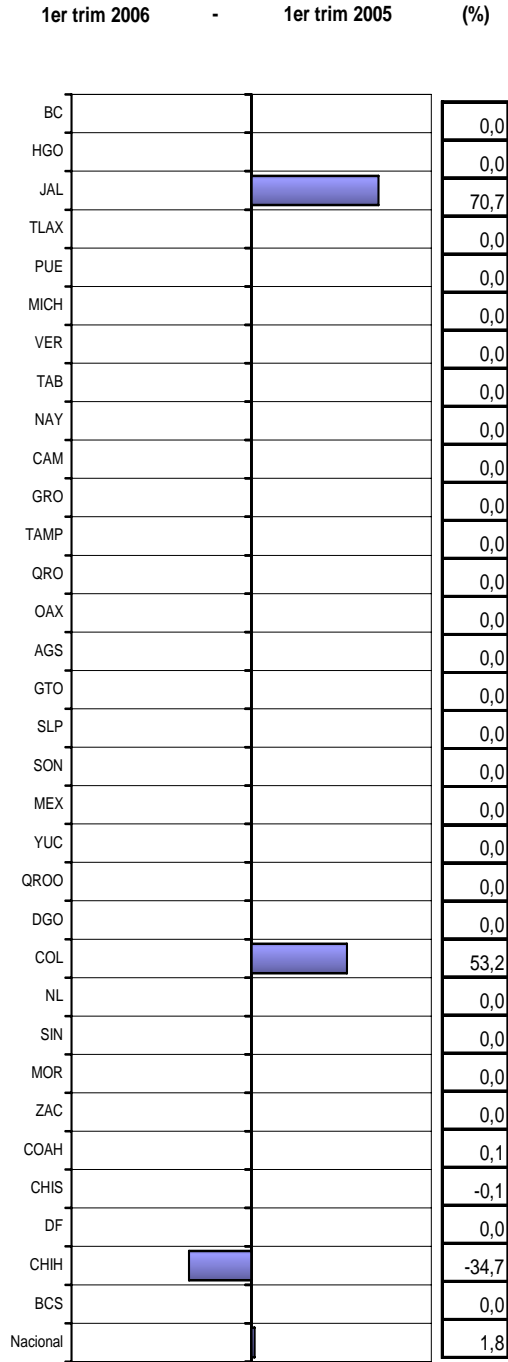 1er trim 2006 - 1er trim 2005 (%)
BC 0,0
HGO 0,0
JAL 70,7
TLAX 0,0
PUE 0,0
MICH 0,0
VER 0,0
TAB 0,0
NAY 0,0
CAM 0,0
GRO 0,0
TAMP 0,0
QRO 0,0
OAX 0,0
AGS 0,0
GTO 0,0
SLP 0,0
SON 0,0
MEX 0,0
YUC 0,0
QROO 0,0
DGO 0,0
COL 53,2
NL 0,0
SIN 0,0
MOR 0,0
ZAC 0,0
COAH 0,1
CHIS -0,1
DF 0,0
CHIH -34,7
BCS 0,0
Nacional 1,8